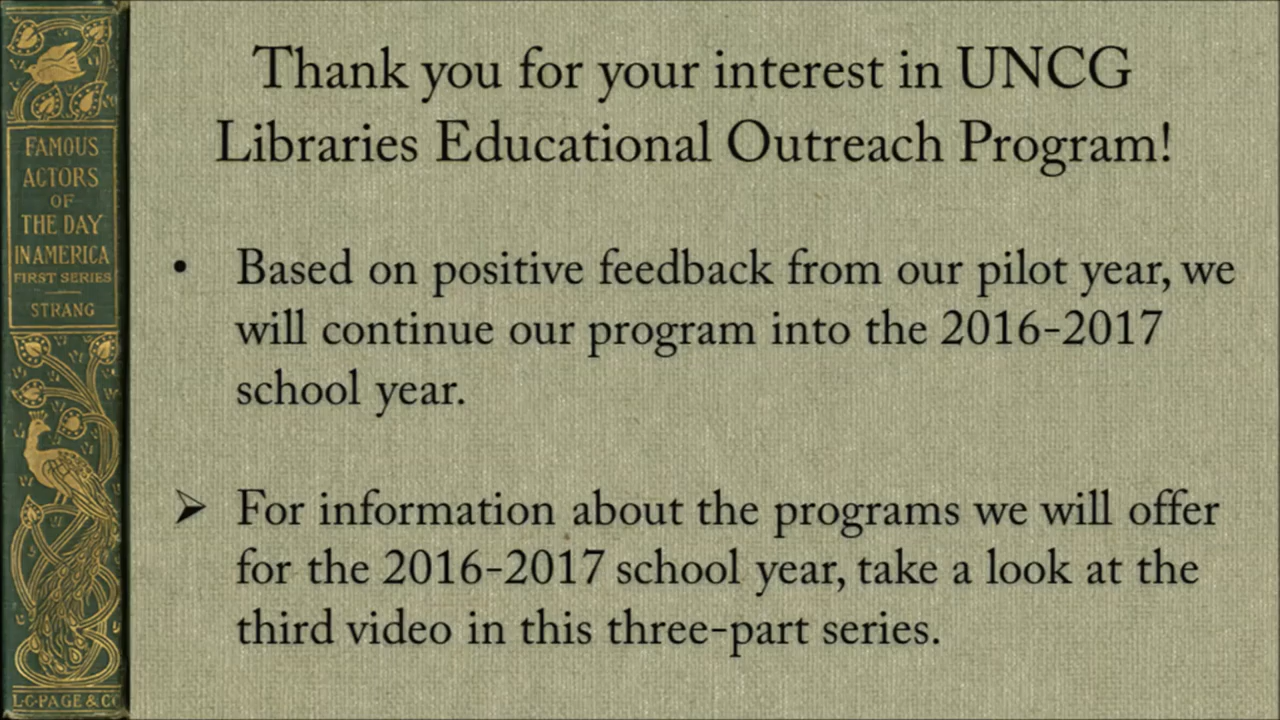 FAMOUS
ACTORS
OF
THE DAY
IN AMERICA
FIRST SERIES
STRANG
L·C·PAGE & CO
Thank you for your interest in UNCG
Libraries Educational Outreach Program!
• Based on positive feedback from our pilot year, we
will continue our program into the 2016-2017
school year.
➢ For information about the programs we will offer
for the 2016-2017 school year, take a look at the
third video in this three-part series.